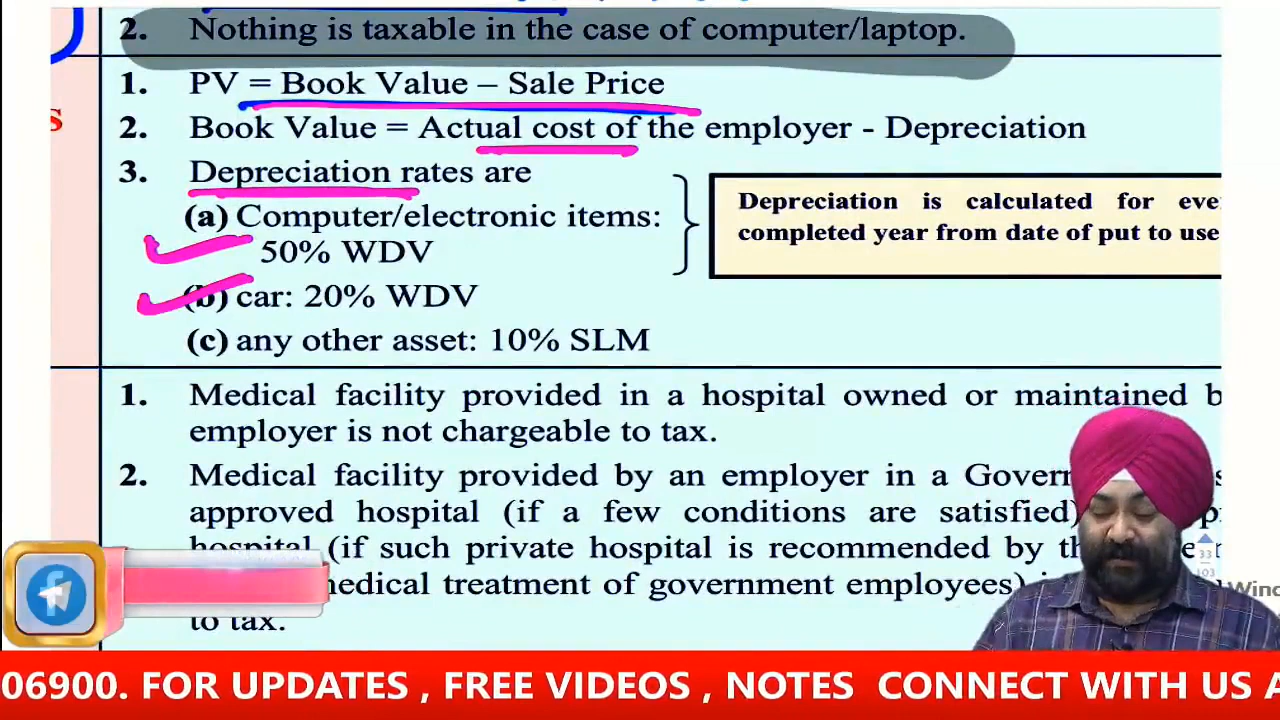 2. Nothing is taxable in the case of computer/laptop.
1. PV = Book Value – Sale Price
s
2. Book Value = Actual cost of the employer - Depreciation
3. Depreciation rates are
(a) Computer/electronic items:
50% WDV
Depreciation is calculated for eve
completed year from date of put to use
(b) car: 20% WDV
(c) any other asset: 10% SLM
1. Medical facility provided in a hospital owned or maintained b
employer is not chargeable to tax.
2. Medical facility provided by an employer in a Govern
approved hospital (if a few conditions are satisfied)
hospital (if such private hospital is recommended by th
medical treatment of government employees)
to tax.
33
103
Wind
06900. FOR UPDATES , FREE VIDEOS , NOTES CONNECT WITH US A